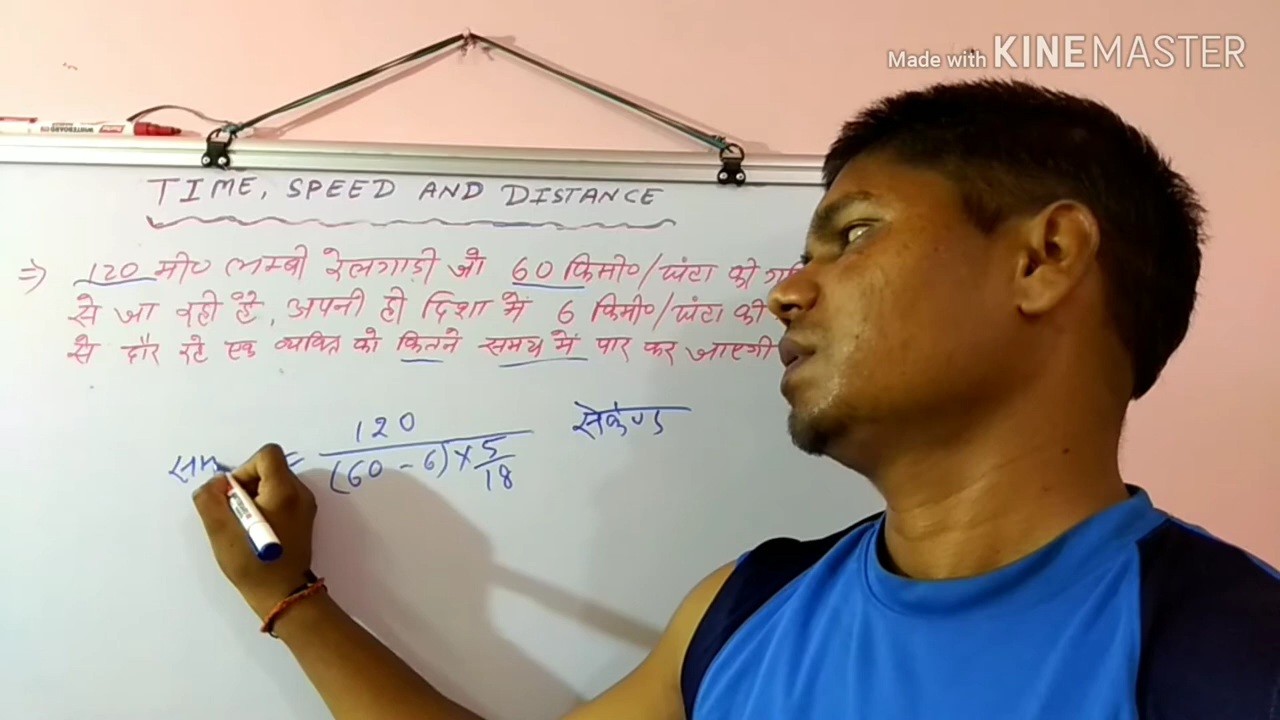 Made with KINEMASTER
TIME, SPEED AND DISTANCE
⇒ 120 मी० लम्बी रेलगाड़ी जो 60 किमी०/घंटा की
से जा रही है, अपनी ही दिशा में 6 किमी०/घंटा की
से दौर रहे एक व्यक्ति को कितने समय में पार कर जाएगी
120 सेकेण्ड
सम =
(60 - 6) × 5/18